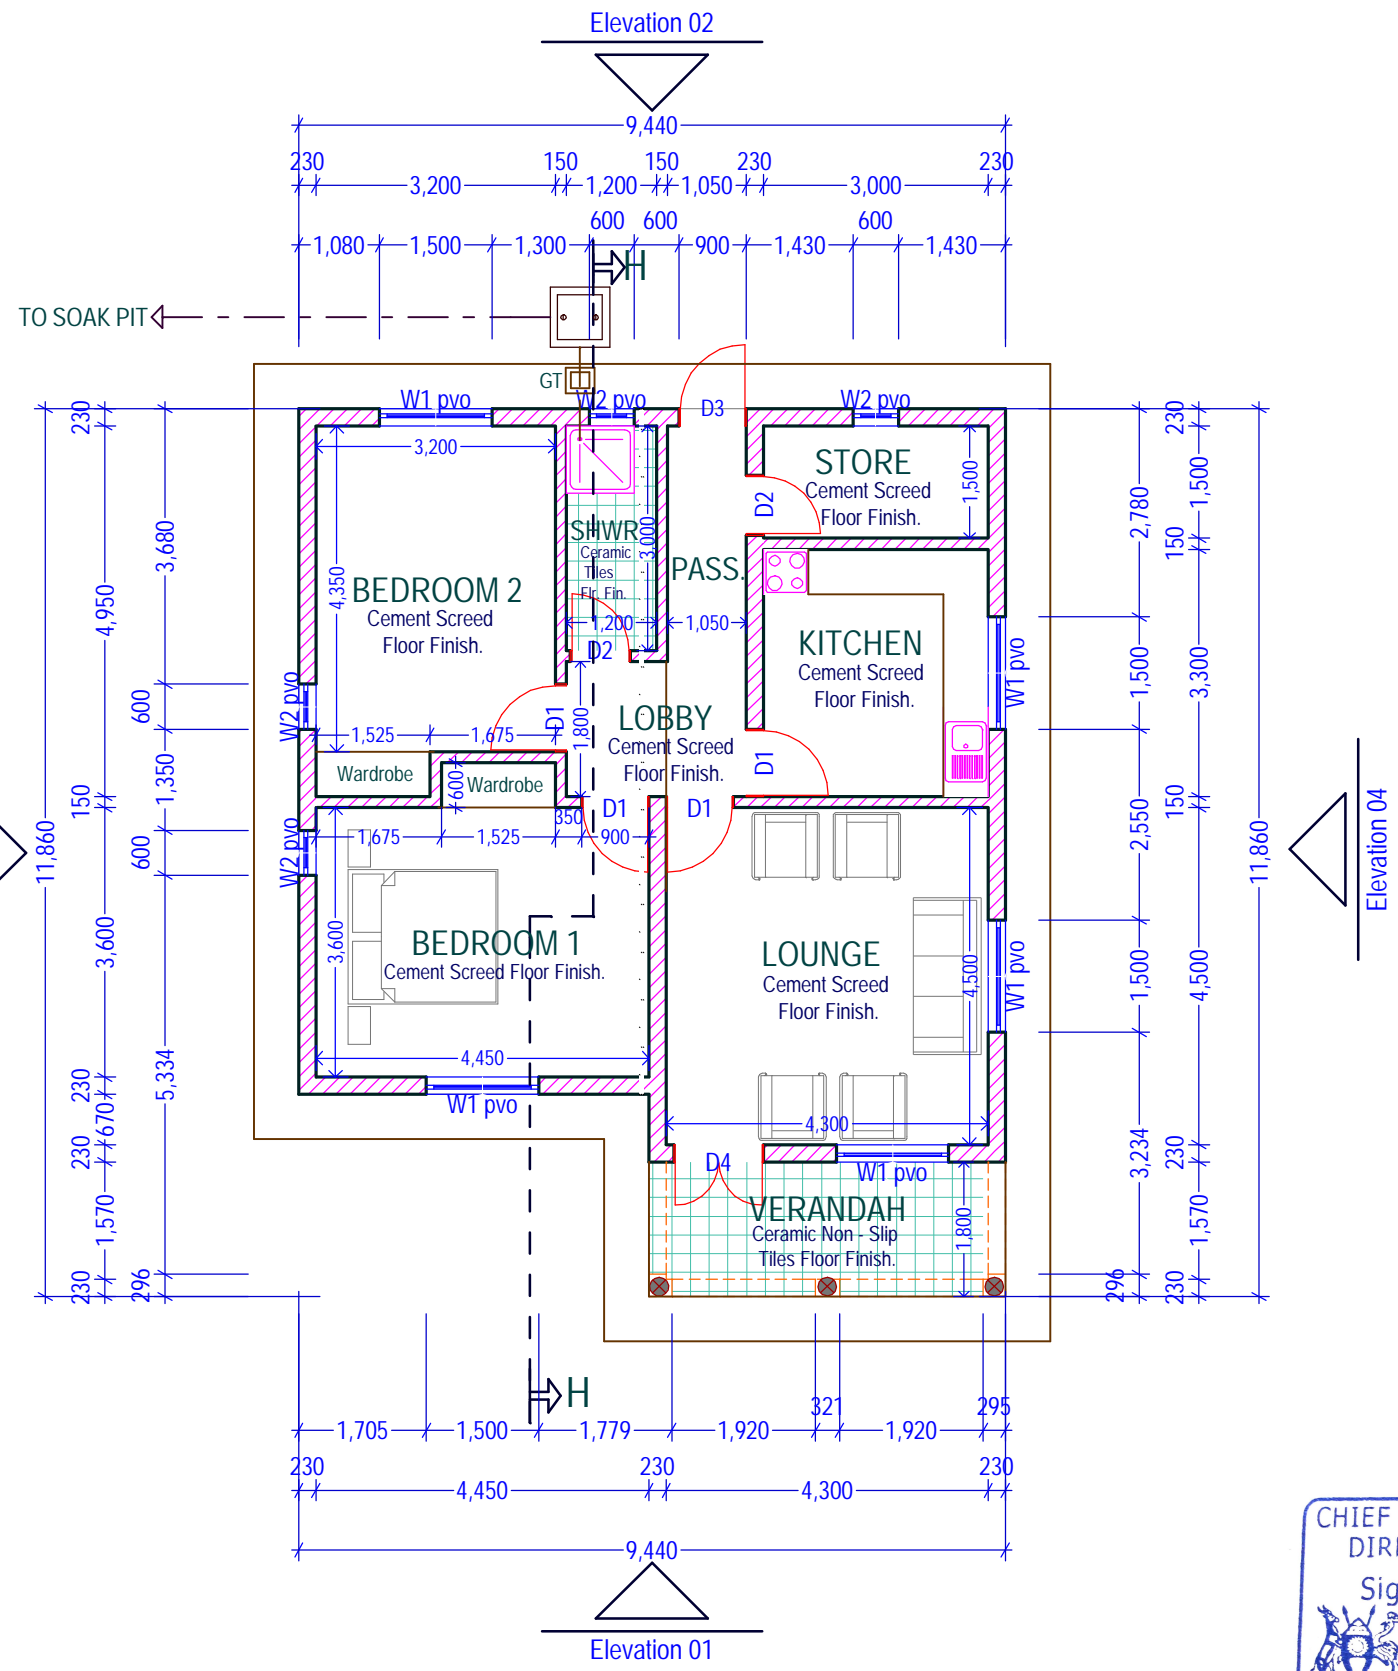 Elevation 02
9,440
230 150 150 230 230
3,200 1,200 1,050 3,000
600 600 600
1,080 1,500 1,300 900 1,430 1,430
H
TO SOAK PIT
GT
W1 pvo W2 pvo D3 W2 pvo
230 230 230
3,200
STORE
Cement Screed
Floor Finish.
1,500
D2
SHWR
Ceramic
Tiles
Flr. Fin.
3,000
1,200
D2
PASS.
1,050
BEDROOM 2
Cement Screed
Floor Finish.
4,350
KITCHEN
Cement Screed
Floor Finish.
W1 pvo
W2 pvo
1,525 1,675
D1
1,800
LOBBY
Cement Screed
Floor Finish.
D1
Wardrobe
600
Wardrobe
350
D1 D1
1,675 1,525 900
W2 pvo
3,600
BEDROOM 1
Cement Screed Floor Finish.
4,450
W1 pvo
LOUNGE
Cement Screed
Floor Finish.
4,500
W1 pvo
4,300
D4
W1 pvo
VERANDAH
Ceramic Non - Slip
Tiles Floor Finish.
1,800
11,860
4,950
150
3,600
230
670
230
1,570
230
3,680
600
1,350
600
5,334
296
2,780
1,500
2,550
1,500
3,234
296
1,500
150
3,300
150
4,500
230
1,570
230
11,860
Elevation 04
H
321 295
1,705 1,500 1,779 1,920 1,920
230 230 230
4,450 4,300
9,440
Elevation 01
CHIEF
DIR
Sig